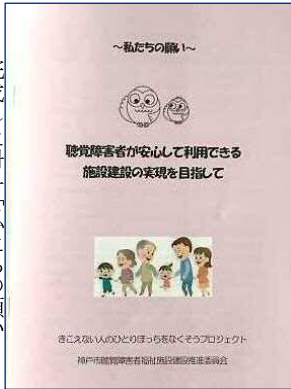 ～私たちの願い～
聴覚障害者が安心して利用できる
施設建設の実現を目指して
きこえない人のひとりぼっちをなくそうプロジェクト
神戸市聴覚障害者福祉施設建設推進委員会